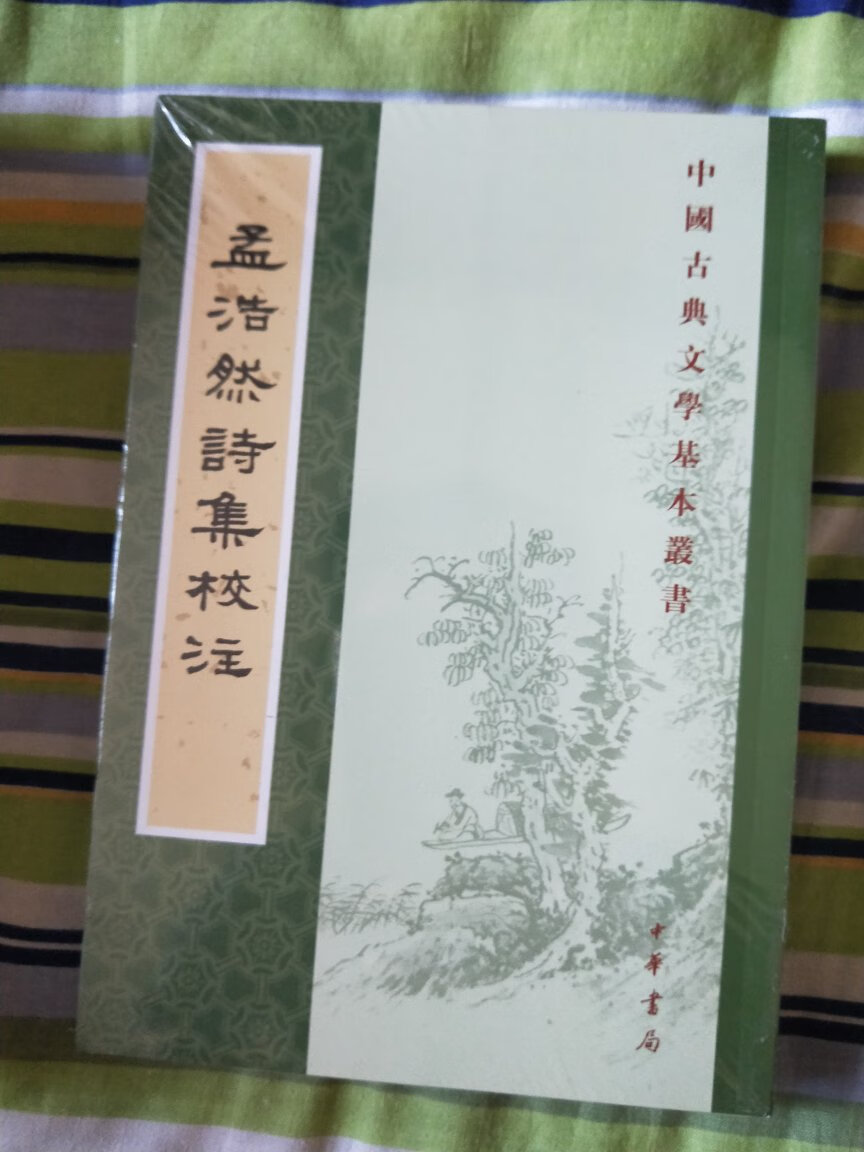 中國古典文學基本叢書
孟浩然詩集校注
中華書局